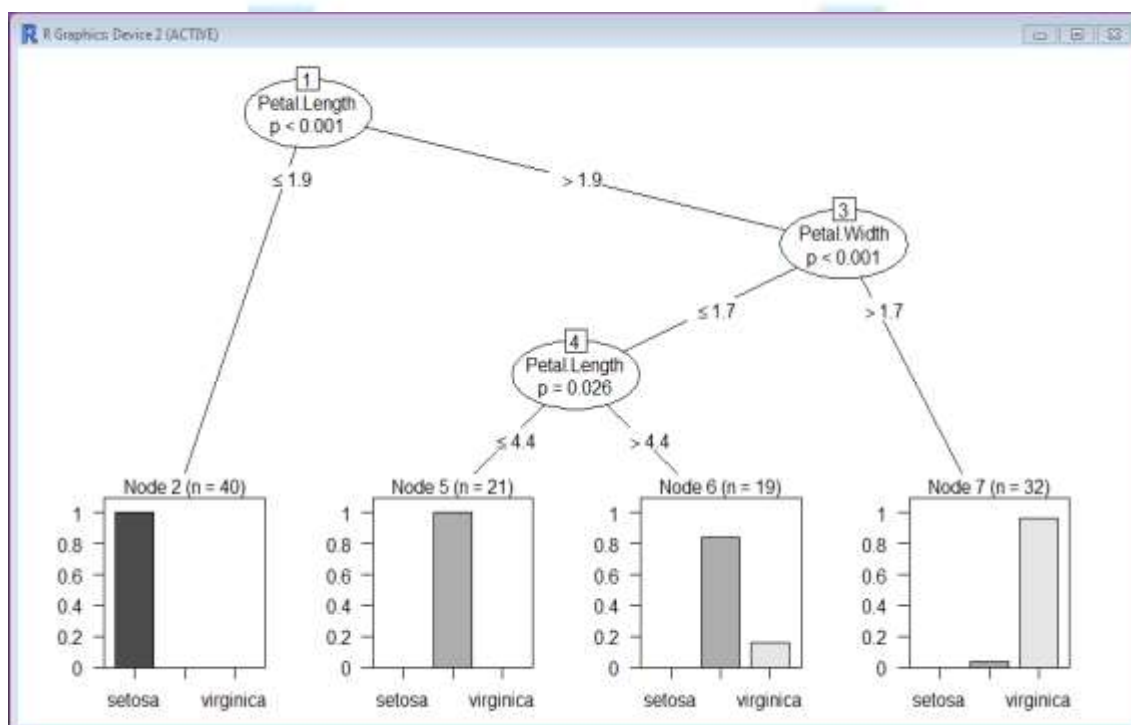 R Graphics: Device 2 (ACTIVE)
1
Petal.Length
p < 0.001
≤ 1.9
> 1.9
3
Petal.Width
p < 0.001
≤ 1.7
> 1.7
4
Petal.Length
p = 0.026
≤ 4.4
> 4.4
Node 2 (n = 40)
1
0.8
0.6
0.4
0.2
0
setosa
virginica
Node 5 (n = 21)
1
0.8
0.6
0.4
0.2
0
setosa
virginica
Node 6 (n = 19)
1
0.8
0.6
0.4
0.2
0
setosa
virginica
Node 7 (n = 32)
1
0.8
0.6
0.4
0.2
0
setosa
virginica